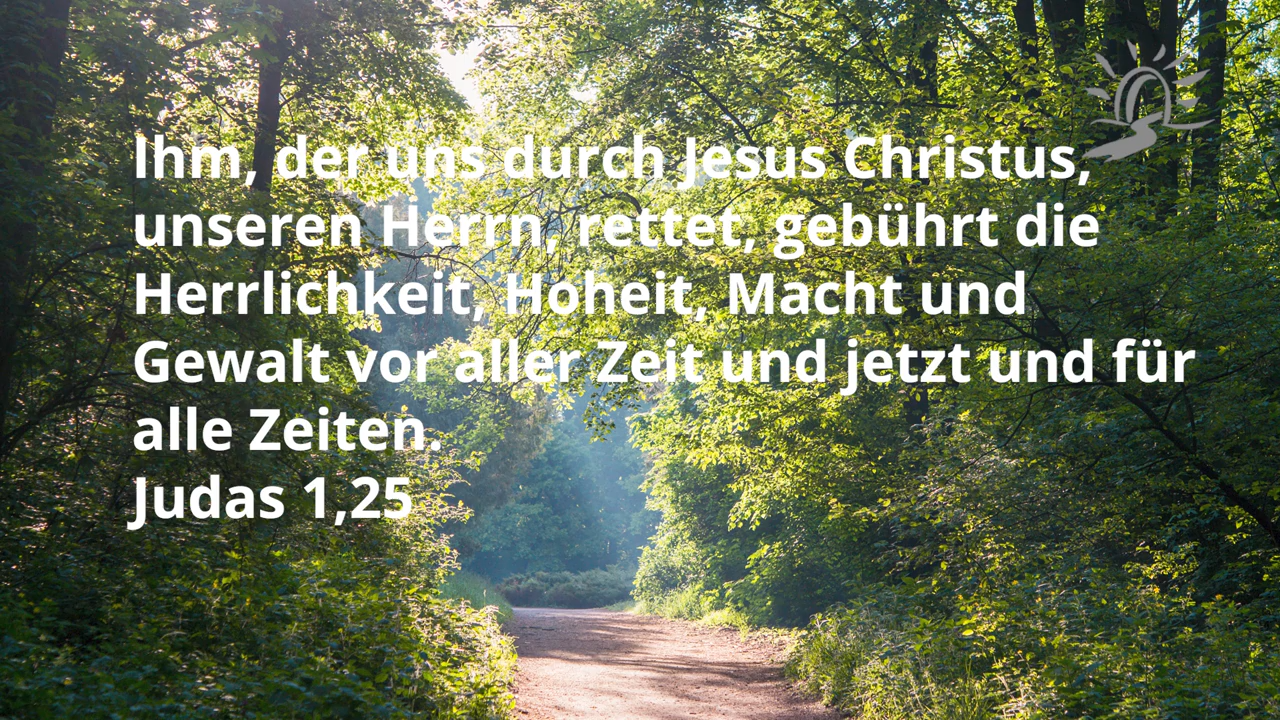 Ihm, der uns durch Jesus Christus,
unseren Herrn, rettet, gebührt die
Herrlichkeit, Hoheit, Macht und
Gewalt vor aller Zeit und jetzt und für
alle Zeiten.
Judas 1,25